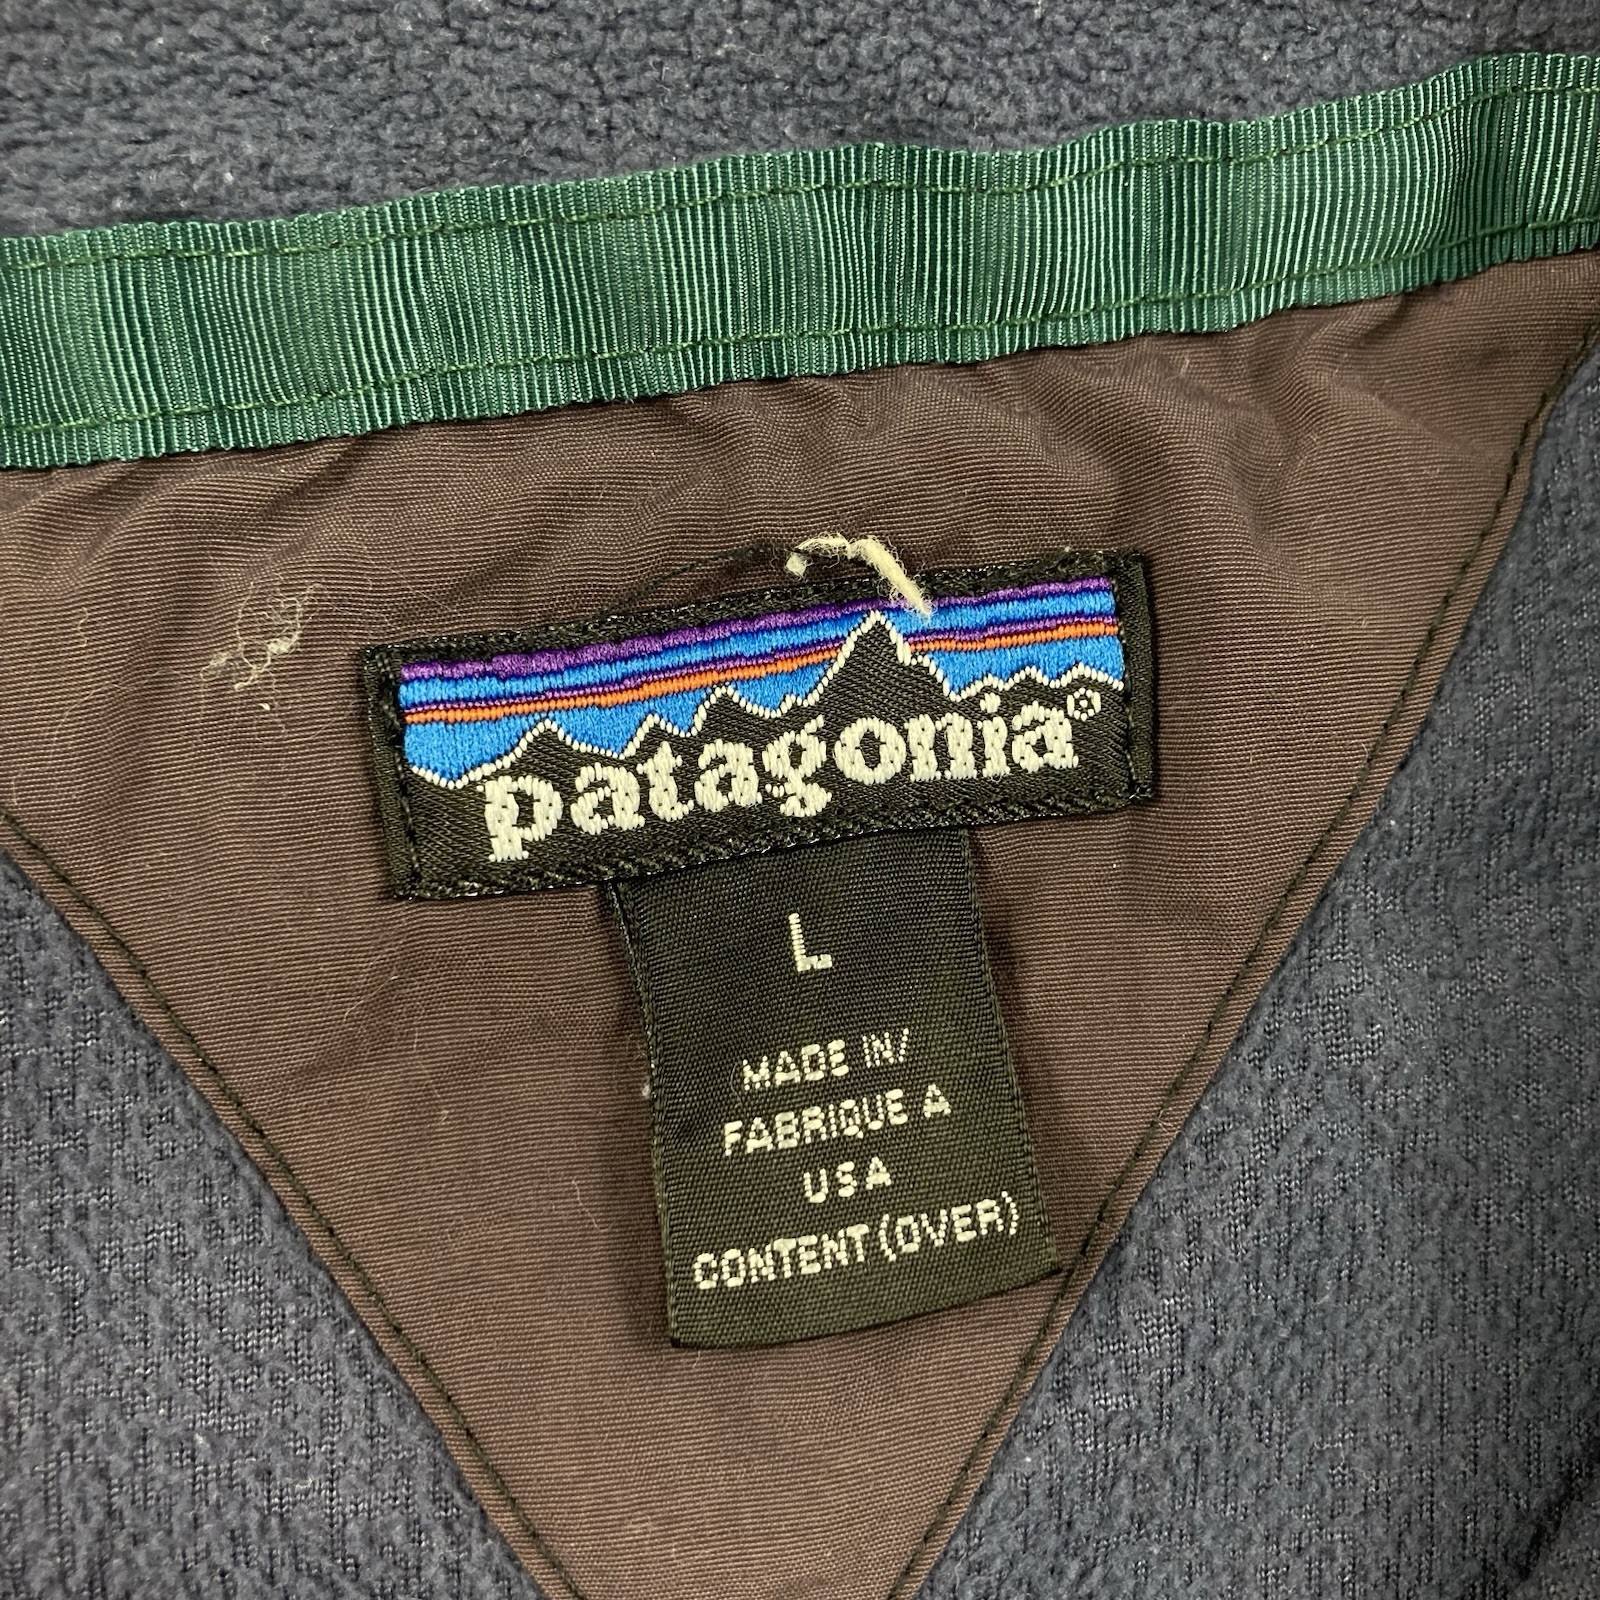 patagonia®
L
MADE IN/
FABRIQUE A
USA
CONTENT (OVER)